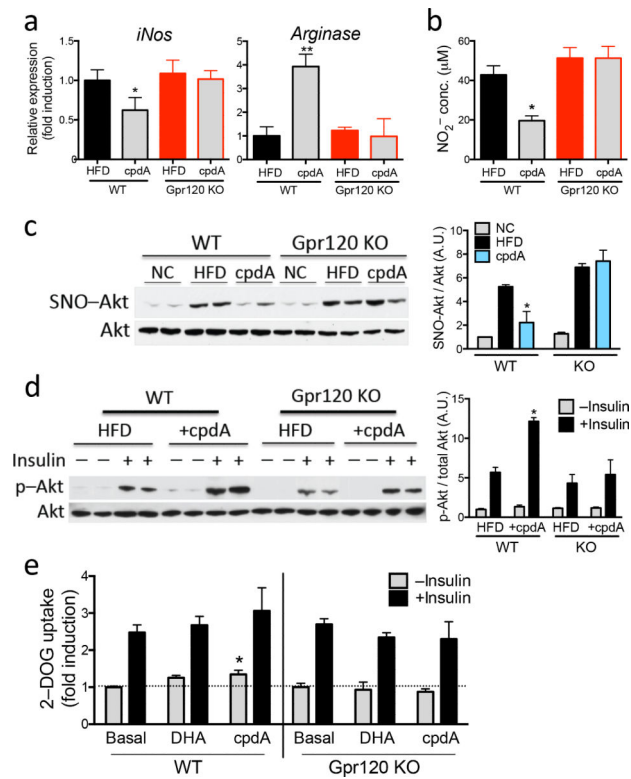 a
iNos
Arginase
Relative expression
(fold induction)
1.5
1.0
0.5
0
*
HFD
cpdA
HFD
cpdA
WT
Gpr120 KO
5
4
3
2
1
0
**
HFD
cpdA
HFD
cpdA
WT
Gpr120 KO
b
NO₂⁻ conc. (μM)
80
60
40
20
0
*
HFD
cpdA
HFD
cpdA
WT
Gpr120 KO
c
WT Gpr120 KO
NC HFD cpdA NC HFD cpdA
SNO–Akt
Akt
SNO-Akt / Akt (A.U.)
10
8
6
4
2
0
NC
HFD
cpdA
*
WT KO
d
WT Gpr120 KO
HFD +cpdA HFD +cpdA
Insulin — — + + — — + + — — + + — — + +
p–Akt
Akt
p-Akt / total Akt (A.U.)
15
10
5
0
–Insulin
+Insulin
*
HFD +cpdA HFD +cpdA
WT KO
e
2–DOG uptake
(fold induction)
4
3
2
1
0
–Insulin
+Insulin
*
Basal DHA cpdA Basal DHA cpdA
WT Gpr120 KO